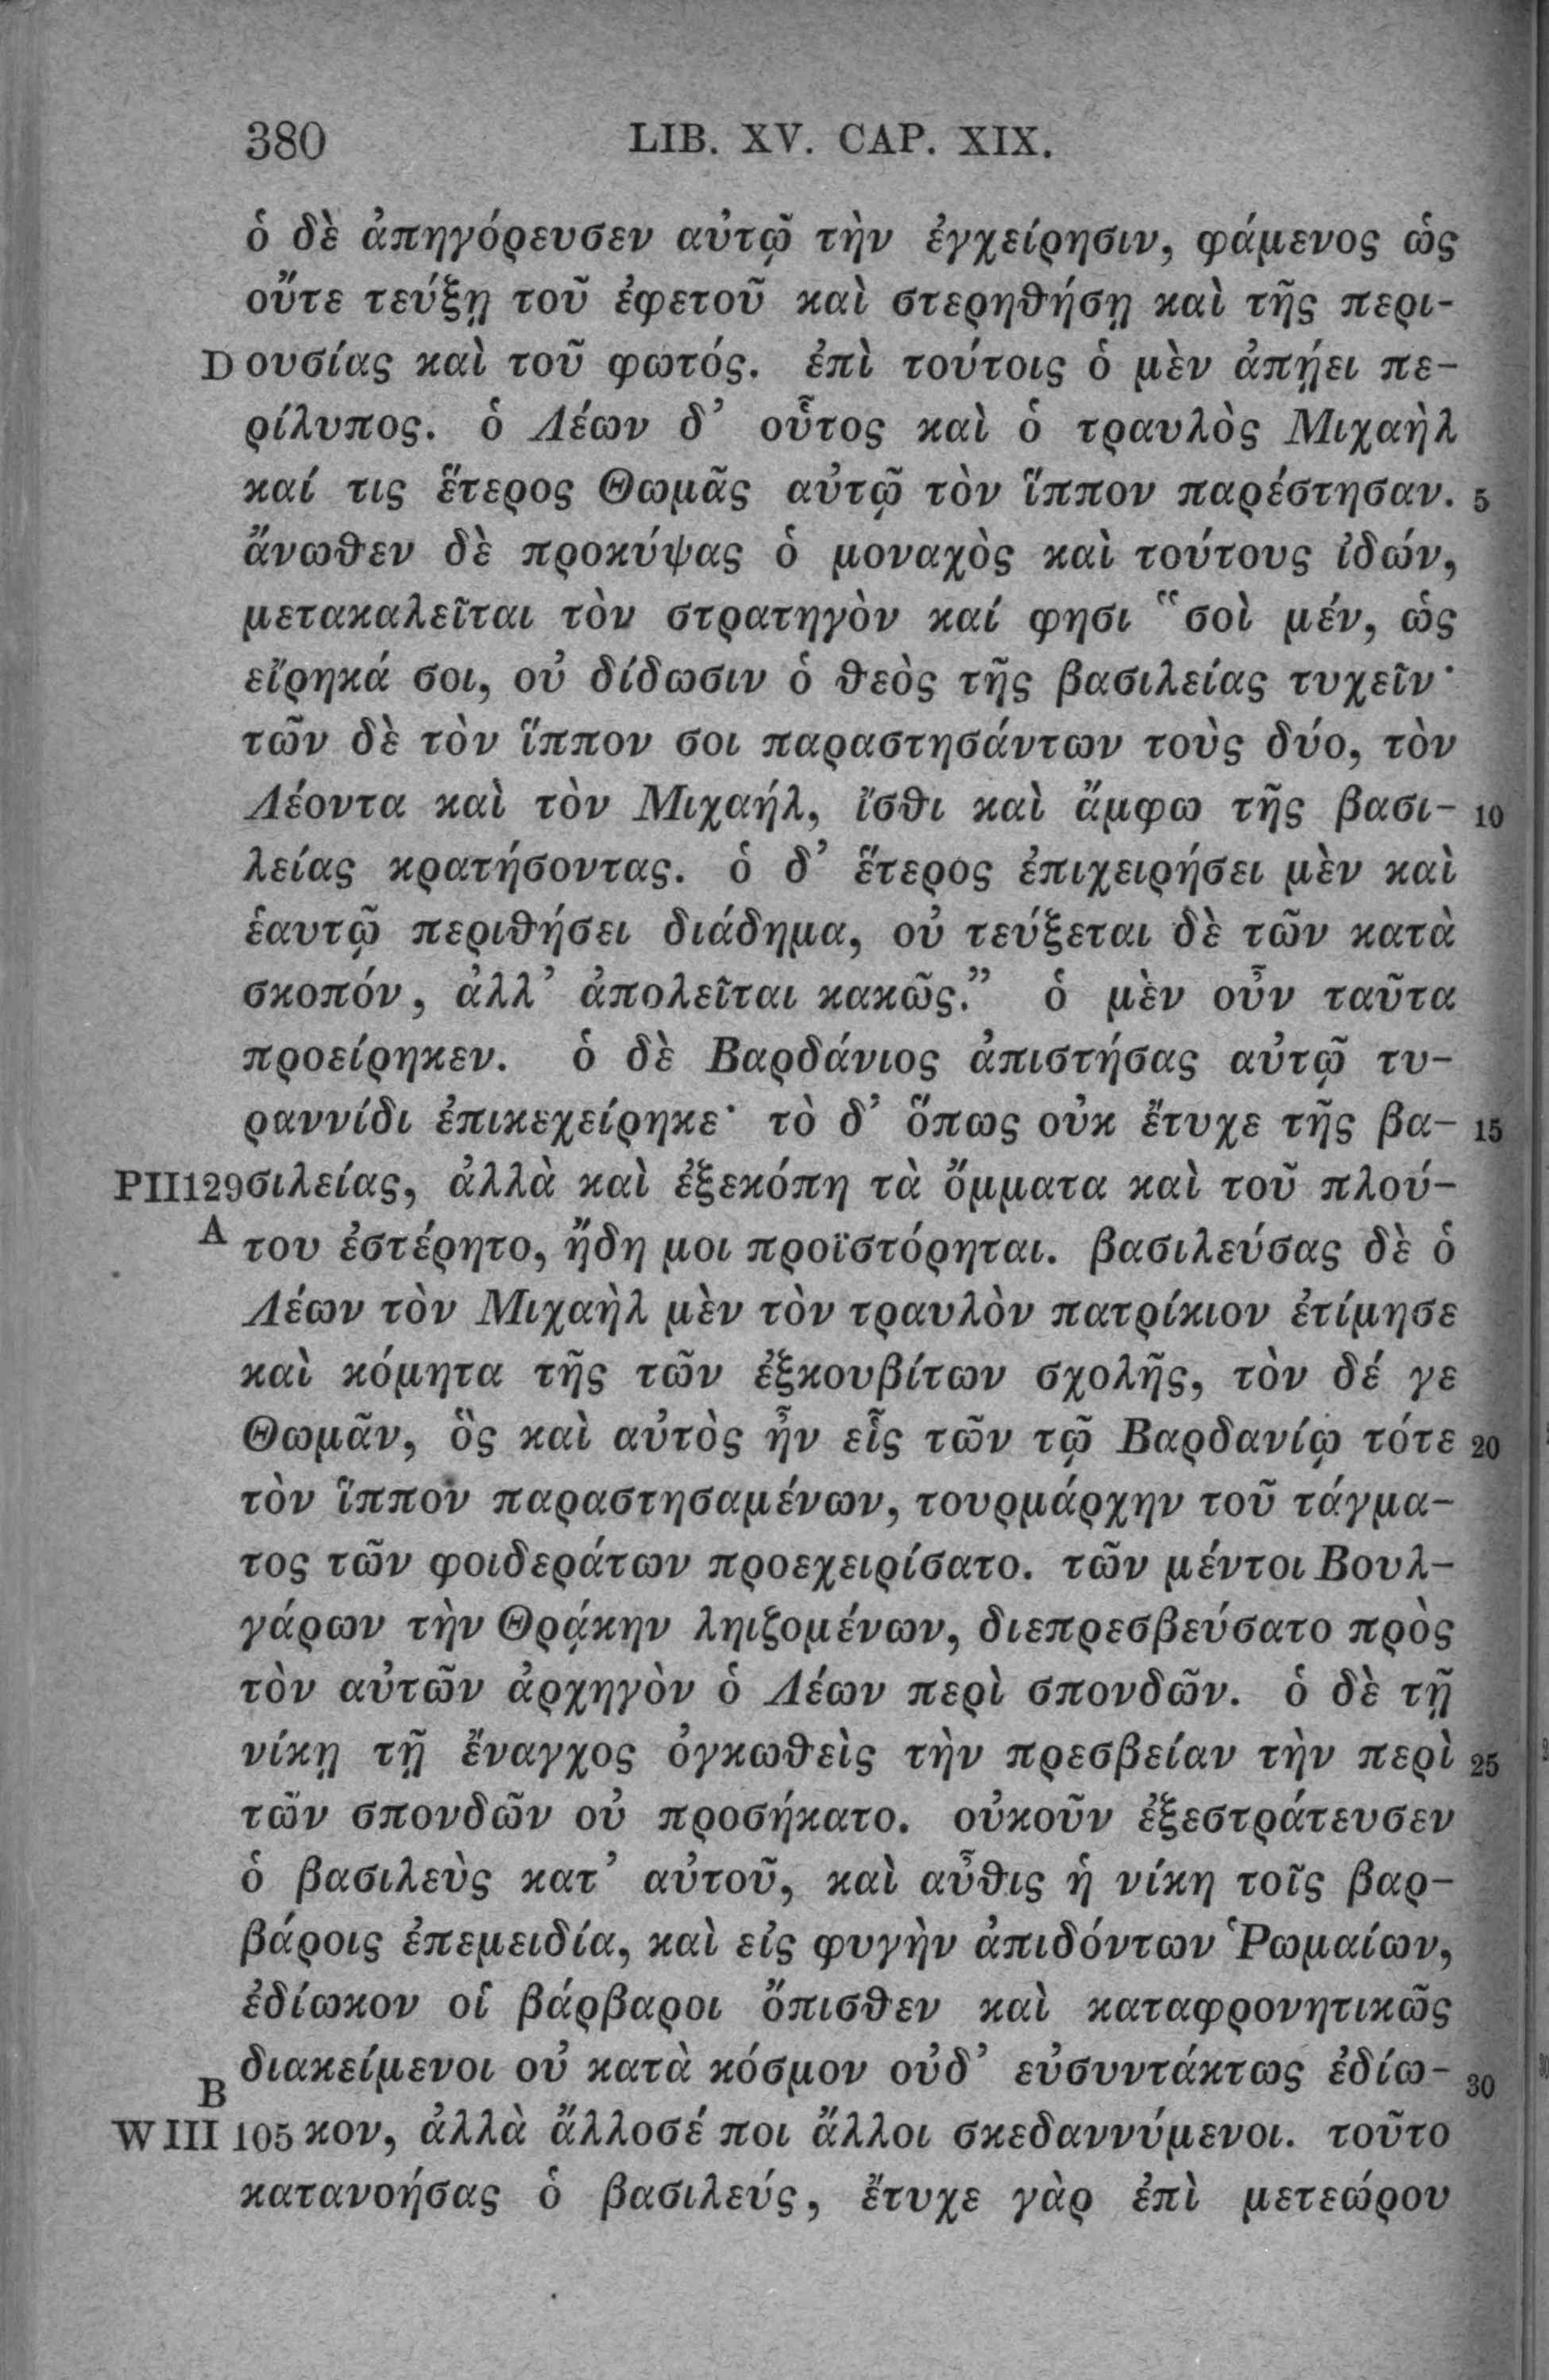 380 LIB. XV. CAP. XIX.
ὁ δὲ ἀπηγόρευσεν αὐτῷ τὴν ἐγχείρησιν, φάμενος ὡς
οὔτε τεύξῃ τοῦ ἐφετοῦ καὶ στερηθήσῃ καὶ τῆς περι-
D ουσίας καὶ τοῦ φωτός. ἐπὶ τούτοις ὁ μὲν ἀπῄει πε-
ρίλυπος. ὁ Λέων δ’ οὗτος καὶ ὁ τραυλὸς Μιχαὴλ
καί τις ἕτερος Θωμᾶς αὐτῷ τὸν ἵππον παρέστησαν. 5
ἄνωθεν δὲ προκύψας ὁ μοναχὸς καὶ τούτους ἰδών,
μετακαλεῖται τὸν στρατηγὸν καί φησι “σοὶ μέν, ὡς
εἴρηκά σοι, οὐ δίδωσιν ὁ θεὸς τῆς βασιλείας τυχεῖν·
τῶν δὲ τὸν ἵππον σοι παραστησάντων τοὺς δύο, τὸν
Λέοντα καὶ τὸν Μιχαήλ, ἴσθι καὶ ἄμφω τῆς βασι- 10
λείας κρατήσοντας. ὁ δ’ ἕτερος ἐπιχειρήσει μὲν καὶ
ἑαυτῷ περιθήσει διάδημα, οὐ τεύξεται δὲ τῶν κατὰ
σκοπόν, ἀλλ’ ἀπολεῖται κακῶς.” ὁ μὲν οὖν ταῦτα
προείρηκεν. ὁ δὲ Βαρδάνιος ἀπιστήσας αὐτῷ τυ-
ραννίδι ἐπικεχείρηκε· τὸ δ’ ὅπως οὐκ ἔτυχε τῆς βα- 15
PII129 σιλείας, ἀλλὰ καὶ ἐξεκόπη τὰ ὄμματα καὶ τοῦ πλού-
A του ἐστέρητο, ἤδη μοι προϊστόρηται. βασιλεύσας δὲ ὁ
Λέων τὸν Μιχαὴλ μὲν τὸν τραυλὸν πατρίκιον ἐτίμησε
καὶ κόμητα τῆς τῶν ἐξκουβίτων σχολῆς, τὸν δέ γε
Θωμᾶν, ὃς καὶ αὐτὸς ἦν εἷς τῶν τῷ Βαρδανίῳ τότε 20
τὸν ἵππον παραστησαμένων, τουρμάρχην τοῦ τάγμα-
τος τῶν φοιδεράτων προεχειρίσατο. τῶν μέντοι Βουλ-
γάρων τὴν Θρᾴκην ληιζομένων, διεπρεσβεύσατο πρὸς
τὸν αὐτῶν ἀρχηγὸν ὁ Λέων περὶ σπονδῶν. ὁ δὲ τῇ
νίκῃ τῇ ἔναγχος ὀγκωθεὶς τὴν πρεσβείαν τὴν περὶ 25
τῶν σπονδῶν οὐ προσήκατο. οὐκοῦν ἐξεστράτευσεν
ὁ βασιλεὺς κατ’ αὐτοῦ, καὶ αὖθις ἡ νίκη τοῖς βαρ-
βάροις ἐπεμειδία, καὶ εἰς φυγὴν ἀπιδόντων Ῥωμαίων,
ἐδίωκον οἱ βάρβαροι ὄπισθεν καὶ καταφρονητικῶς
διακείμενοι οὐ κατὰ κόσμον οὐδ’ εὐσυντάκτως ἐδίω- 30
B
WIII 105 κον, ἀλλὰ ἄλλοσέ ποι ἄλλοι σκεδαννύμενοι. τοῦτο
κατανοήσας ὁ βασιλεύς, ἔτυχε γὰρ ἐπὶ μετεώρου